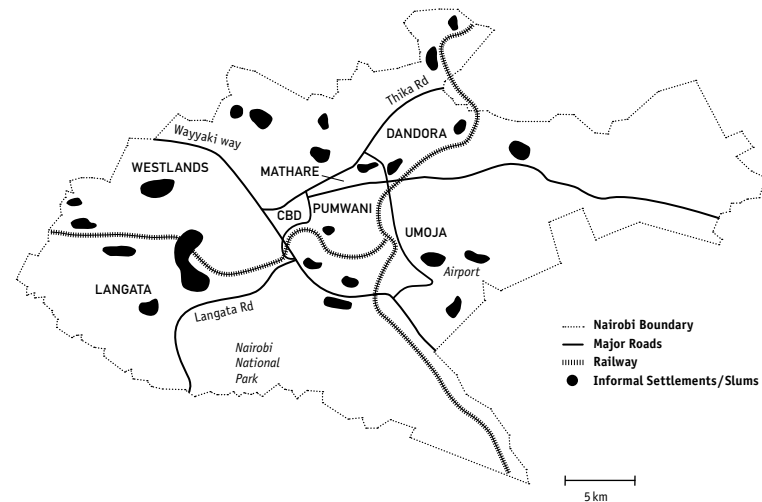 Thika Rd
DANDORA
Wayyaki way
WESTLANDS
MATHARE
CBD
PUMWANI
UMOJA
Airport
LANGATA
Langata Rd
Nairobi
National
Park
Nairobi Boundary
Major Roads
Railway
Informal Settlements/Slums
5 km